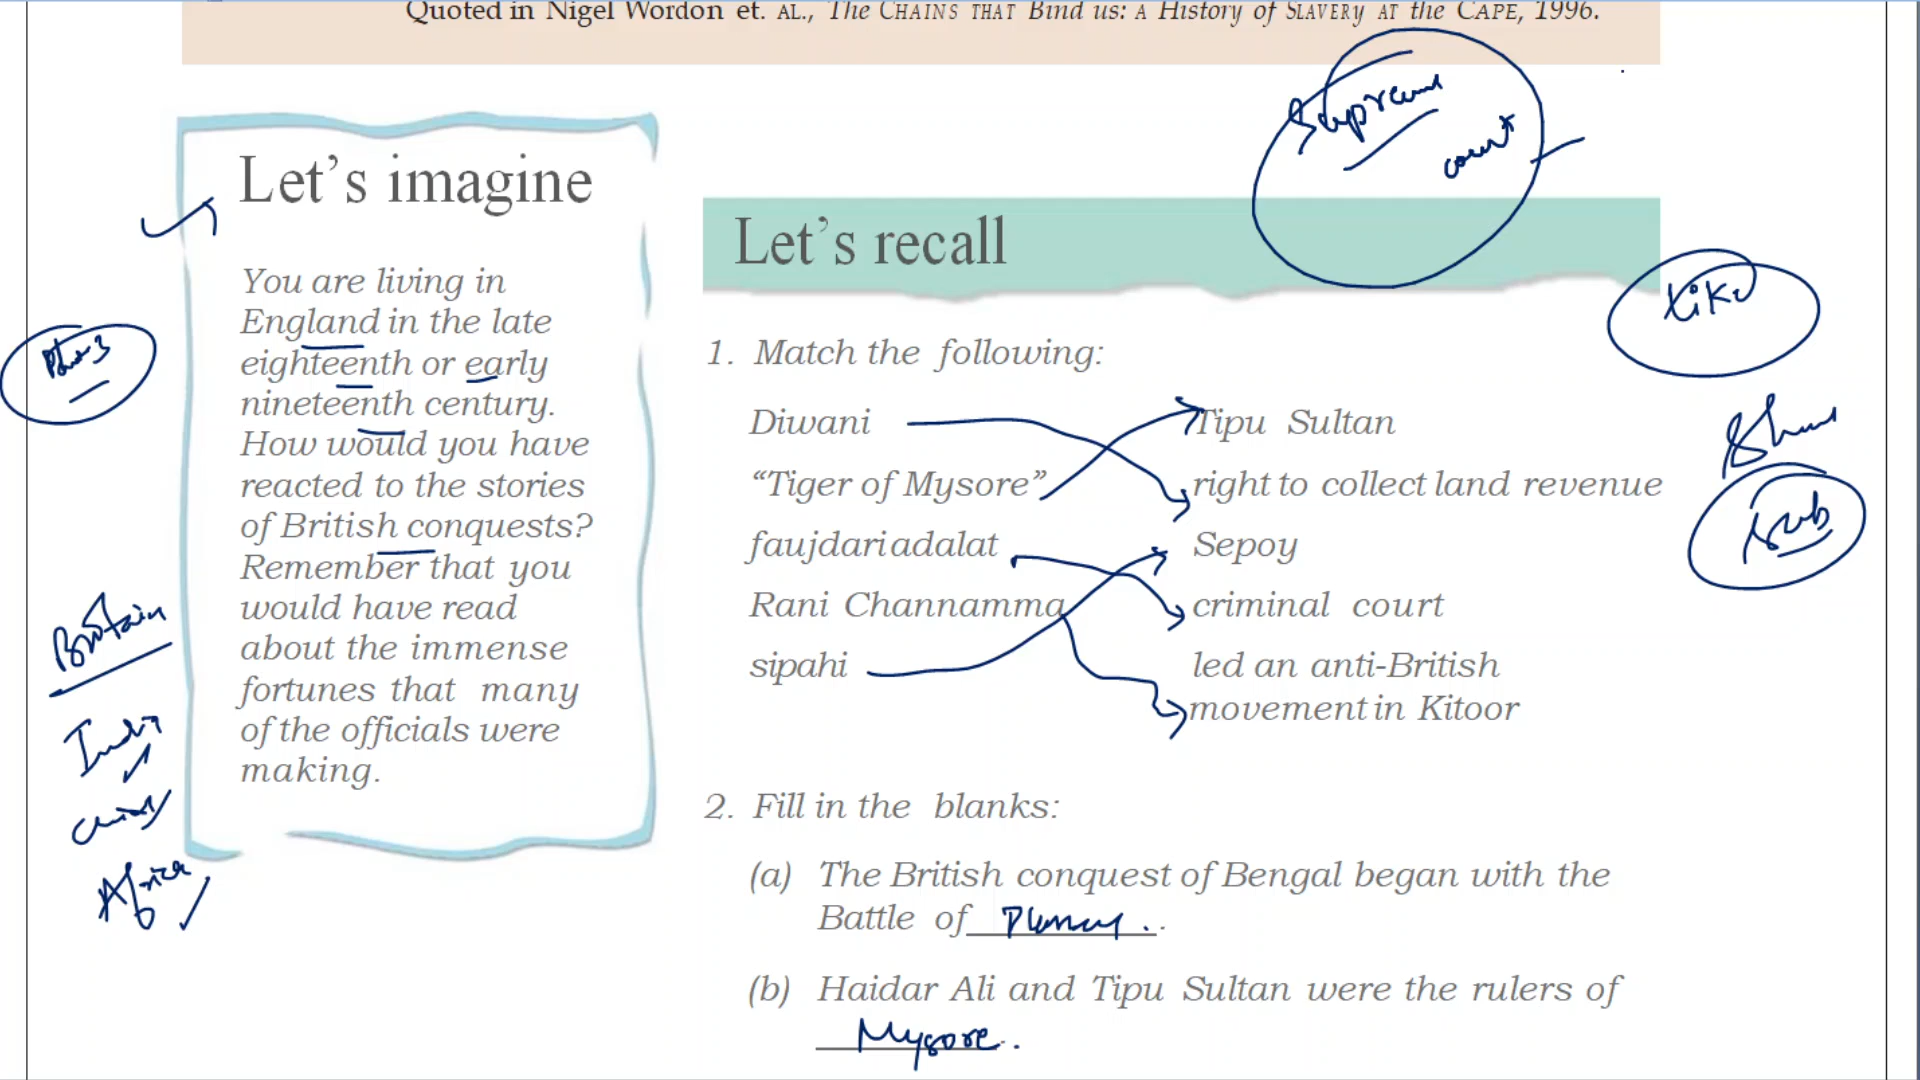 Quoted in Nigel Wordon et. AL., The CHAINS THAT Bind us: A History of SLAVERY AT the CAPE, 1996.
Supreme
court
Let's imagine
You are living in
England in the late
eighteenth or early
nineteenth century.
How would you have
reacted to the stories
of British conquests?
Remember that you
would have read
about the immense
fortunes that many
of the officials were
making.
Britain
India
China
Africa
Let's recall
Like
Share
Sub
1. Match the following:
Diwani Tipu Sultan
“Tiger of Mysore” right to collect land revenue
faujdari adalat Sepoy
Rani Channamma criminal court
sipahi led an anti-British
movement in Kitoor
2. Fill in the blanks:
(a) The British conquest of Bengal began with the
Battle of Plassey.
(b) Haidar Ali and Tipu Sultan were the rulers of
Mysore.